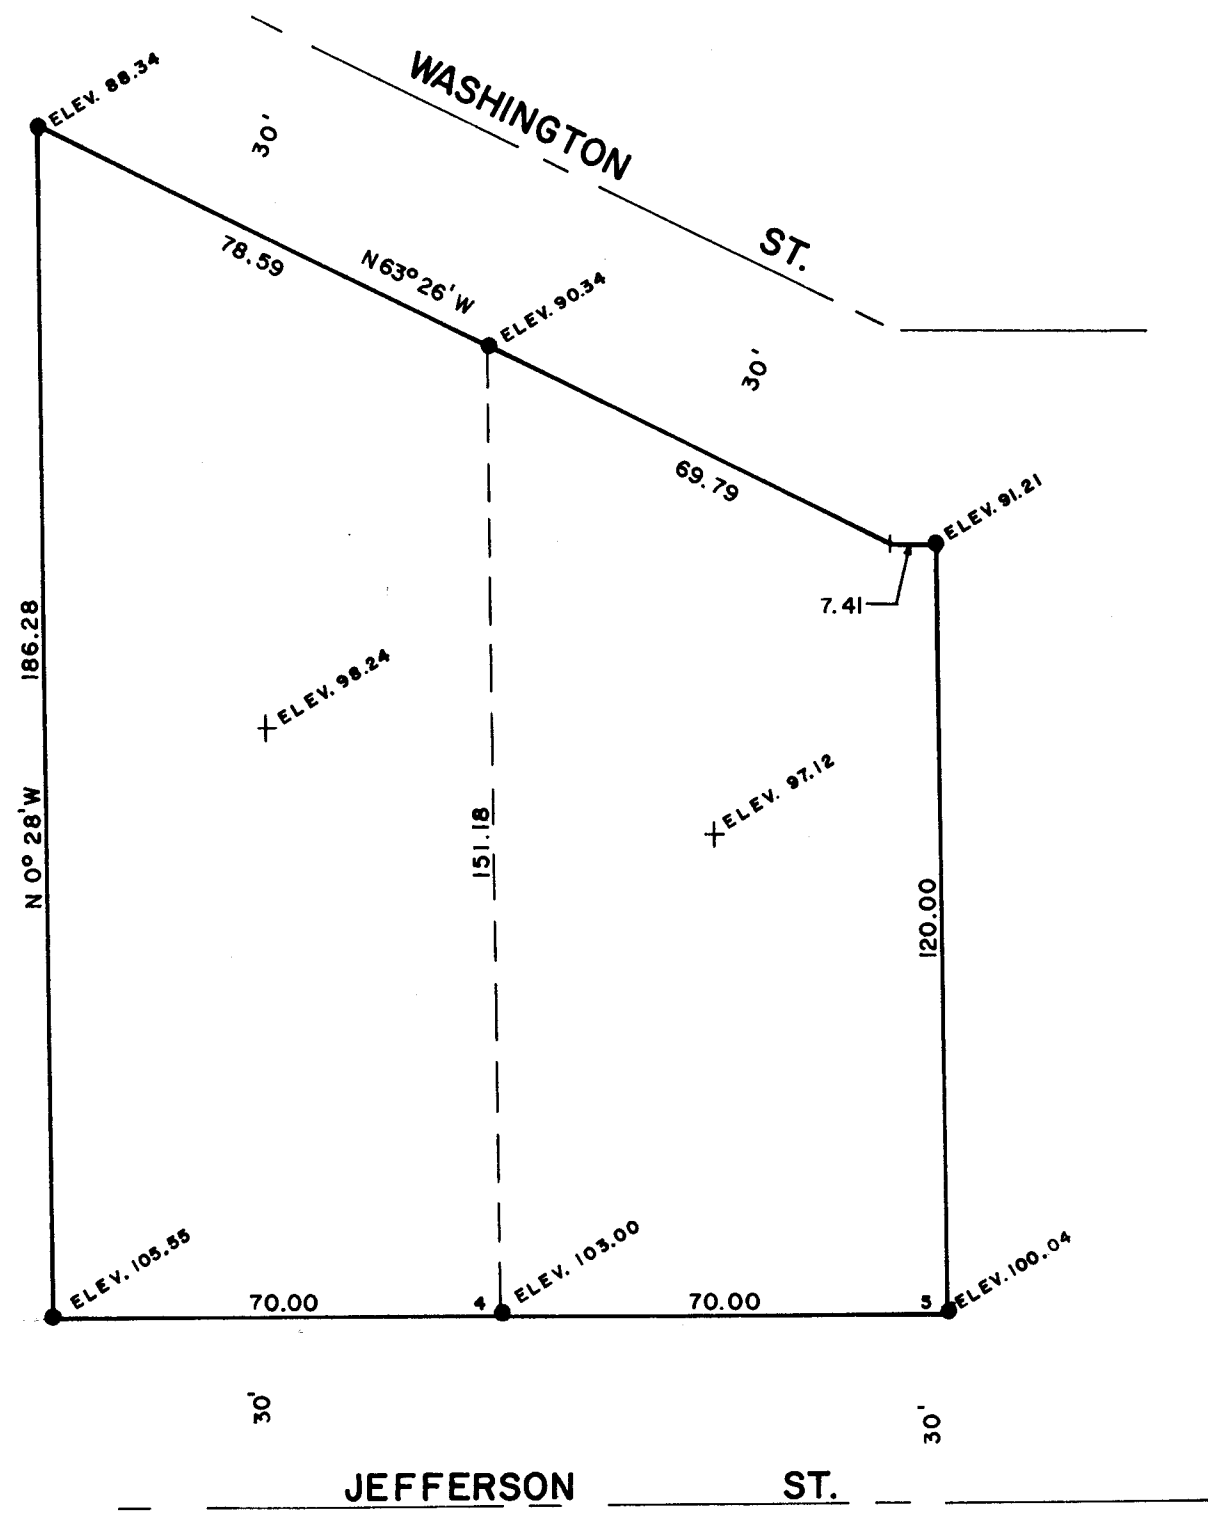 WASHINGTON ST.
ELEV. 88.34
30'
78.59
N 63° 26' W
ELEV. 90.34
30'
69.79
ELEV. 91.21
7.41
186.28
ELEV. 98.24
ELEV. 97.12
N 0° 28' W
151.18
120.00
ELEV. 105.55
ELEV. 103.00
ELEV. 100.04
70.00
4
70.00
5
30'
30'
JEFFERSON ST.